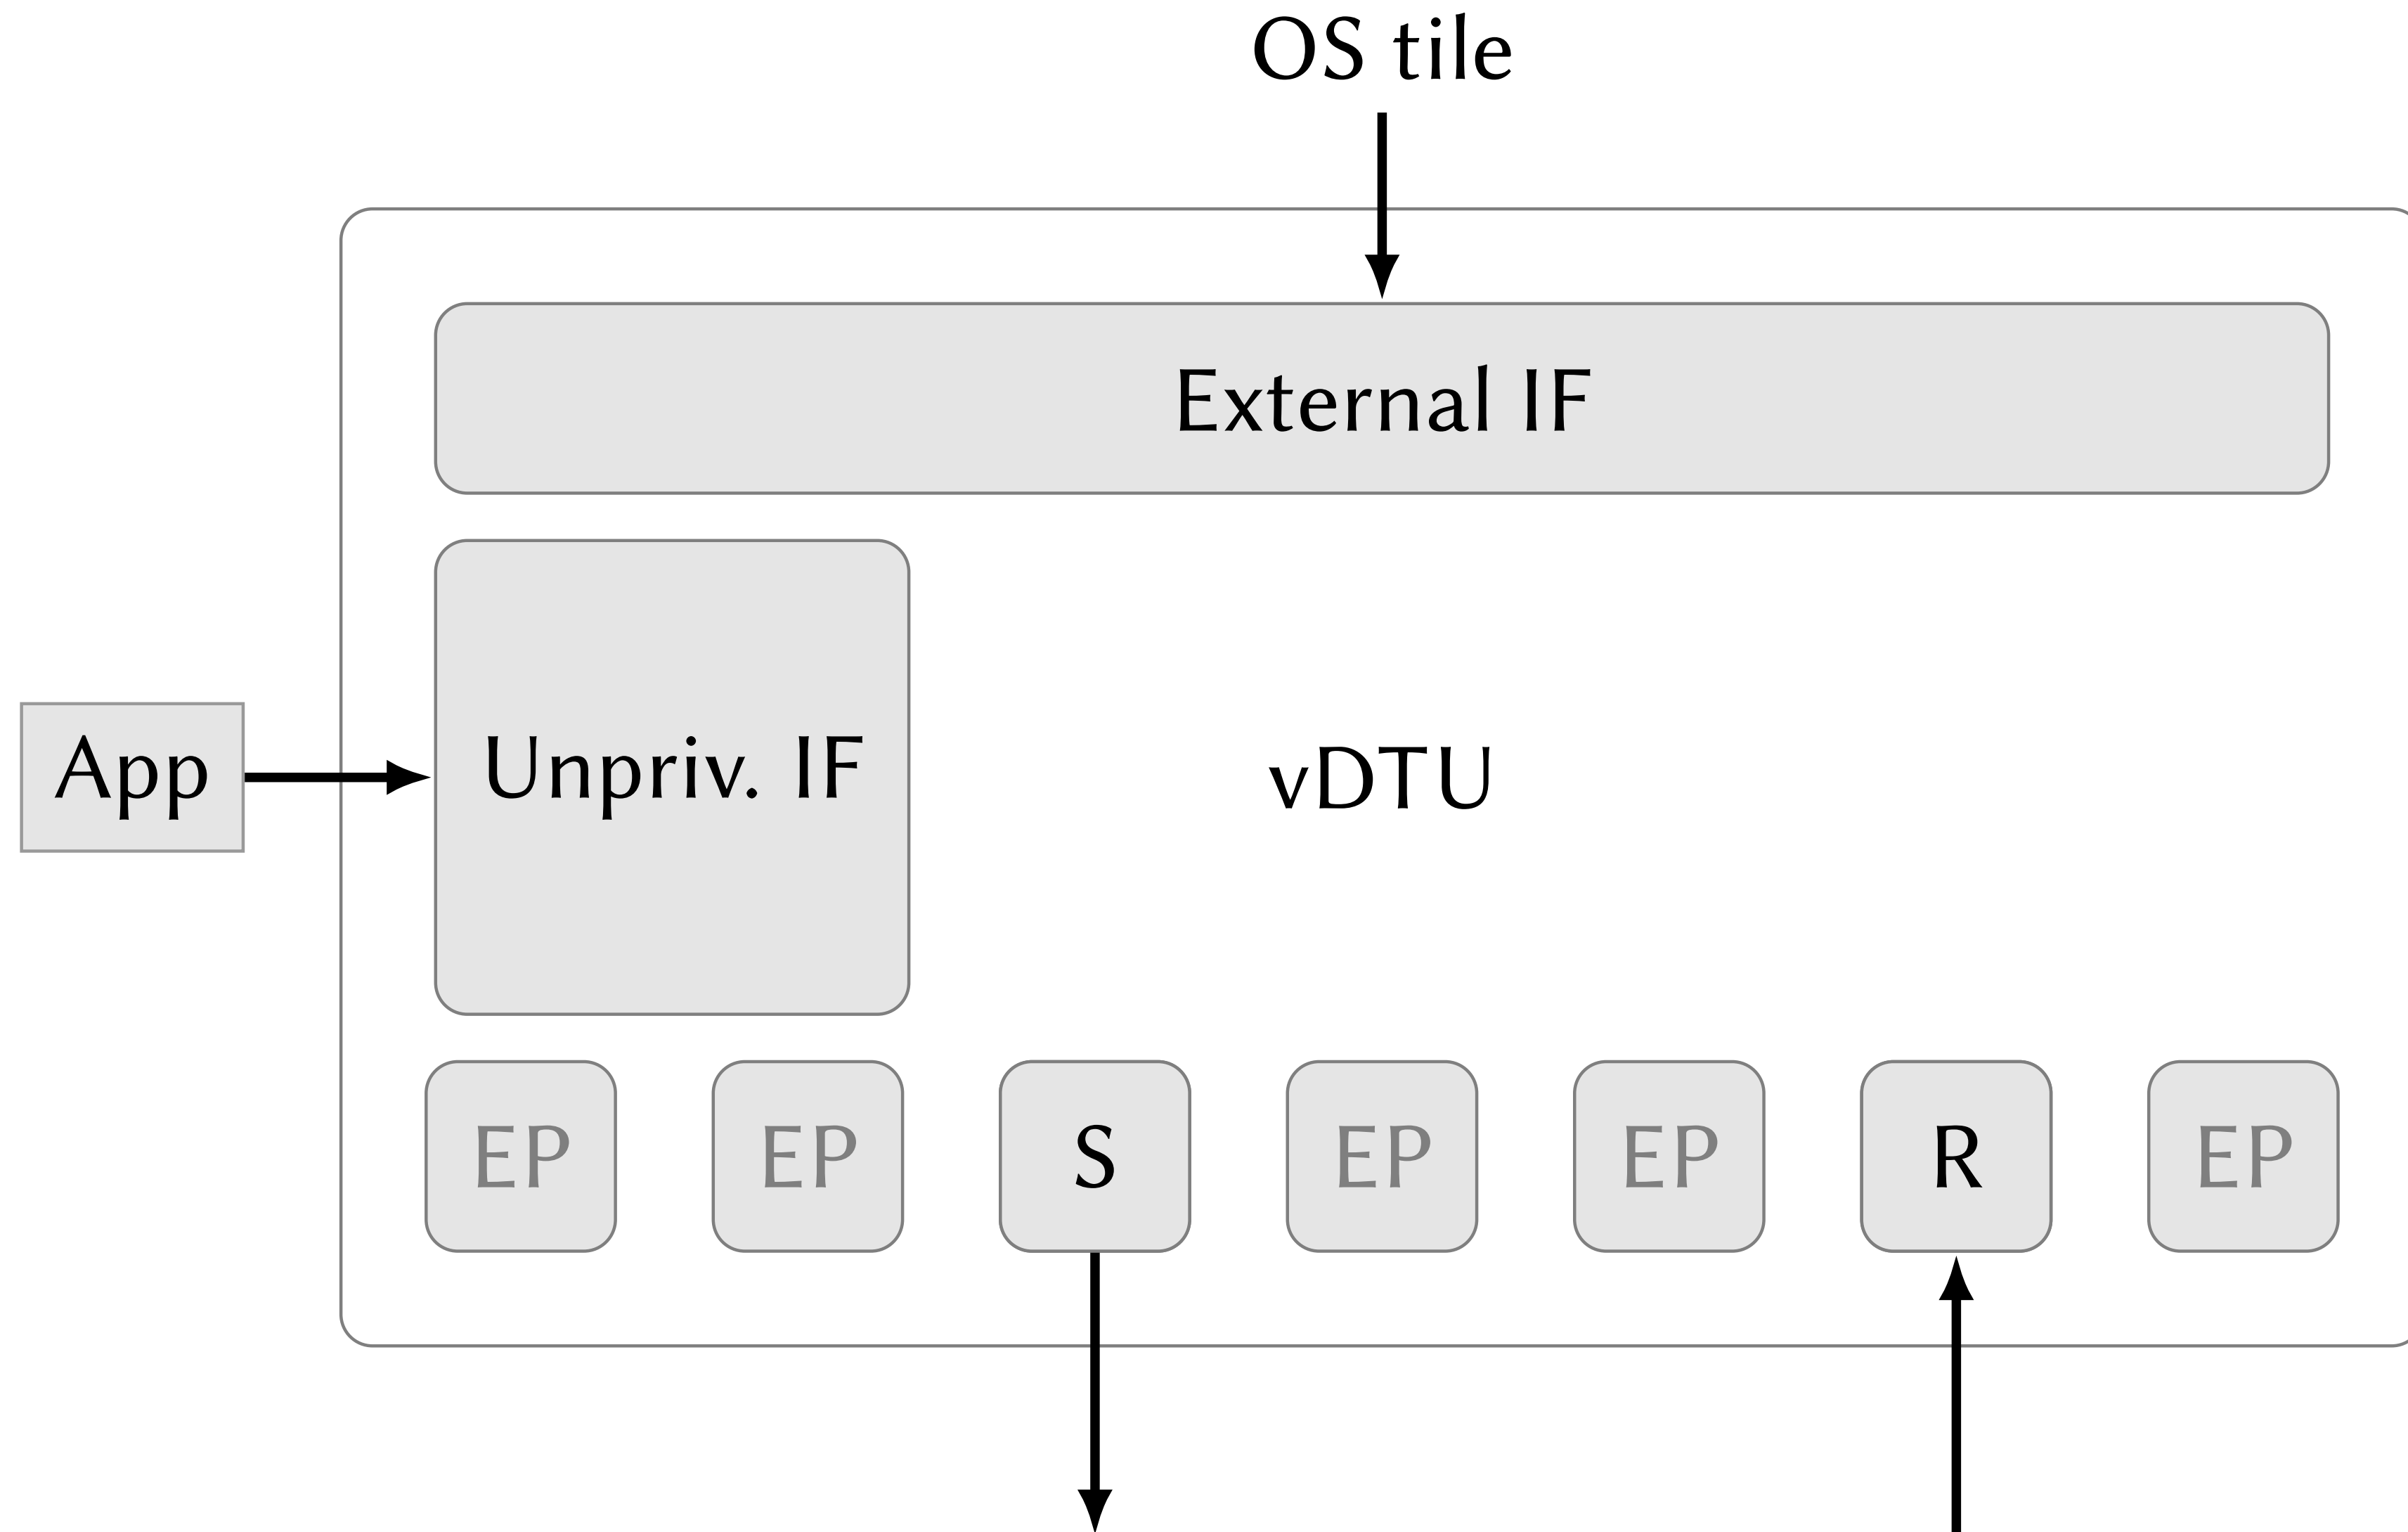 OS tile
External IF
App
Unpriv. IF
vDTU
EP
EP
S
EP
EP
R
EP